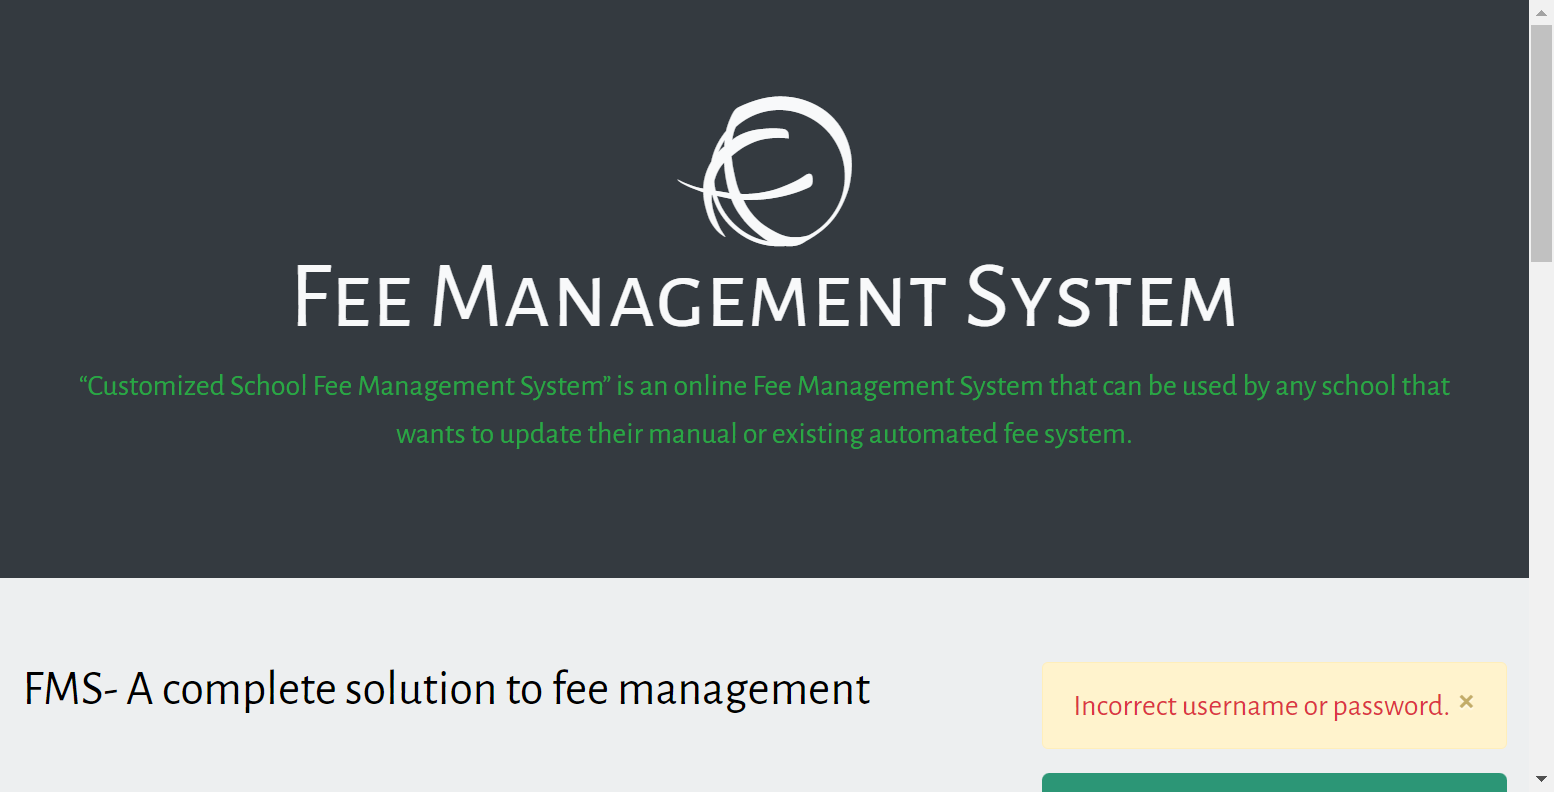 Fee Management System
“Customized School Fee Management System” is an online Fee Management System that can be used by any school that
wants to update their manual or existing automated fee system.
FMS- A complete solution to fee management
Incorrect username or password. ×